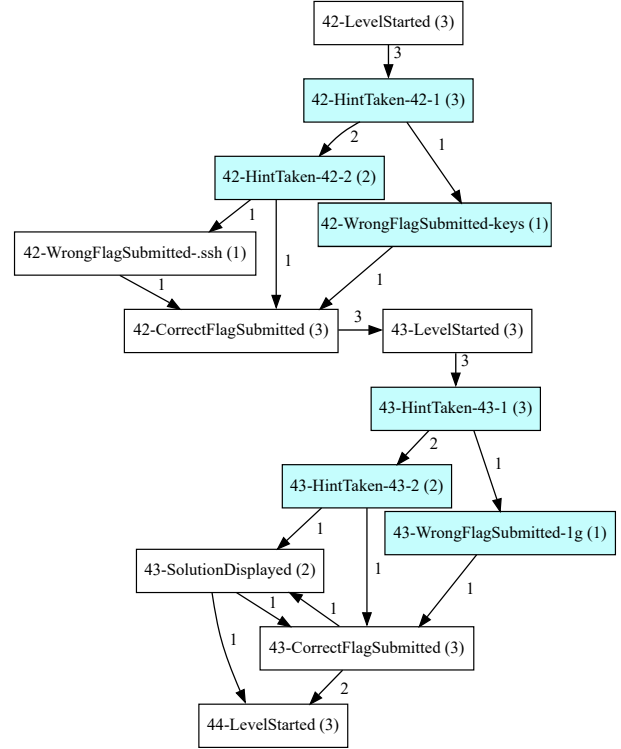 42-LevelStarted (3)
3
42-HintTaken-42-1 (3)
2
1
42-HintTaken-42-2 (2)
1
42-WrongFlagSubmitted-keys (1)
42-WrongFlagSubmitted-.ssh (1)
1
1
1
42-CorrectFlagSubmitted (3)
3
43-LevelStarted (3)
3
43-HintTaken-43-1 (3)
2
1
43-HintTaken-43-2 (2)
1
43-WrongFlagSubmitted-1g (1)
43-SolutionDisplayed (2)
1
1
1
1
1
43-CorrectFlagSubmitted (3)
2
44-LevelStarted (3)